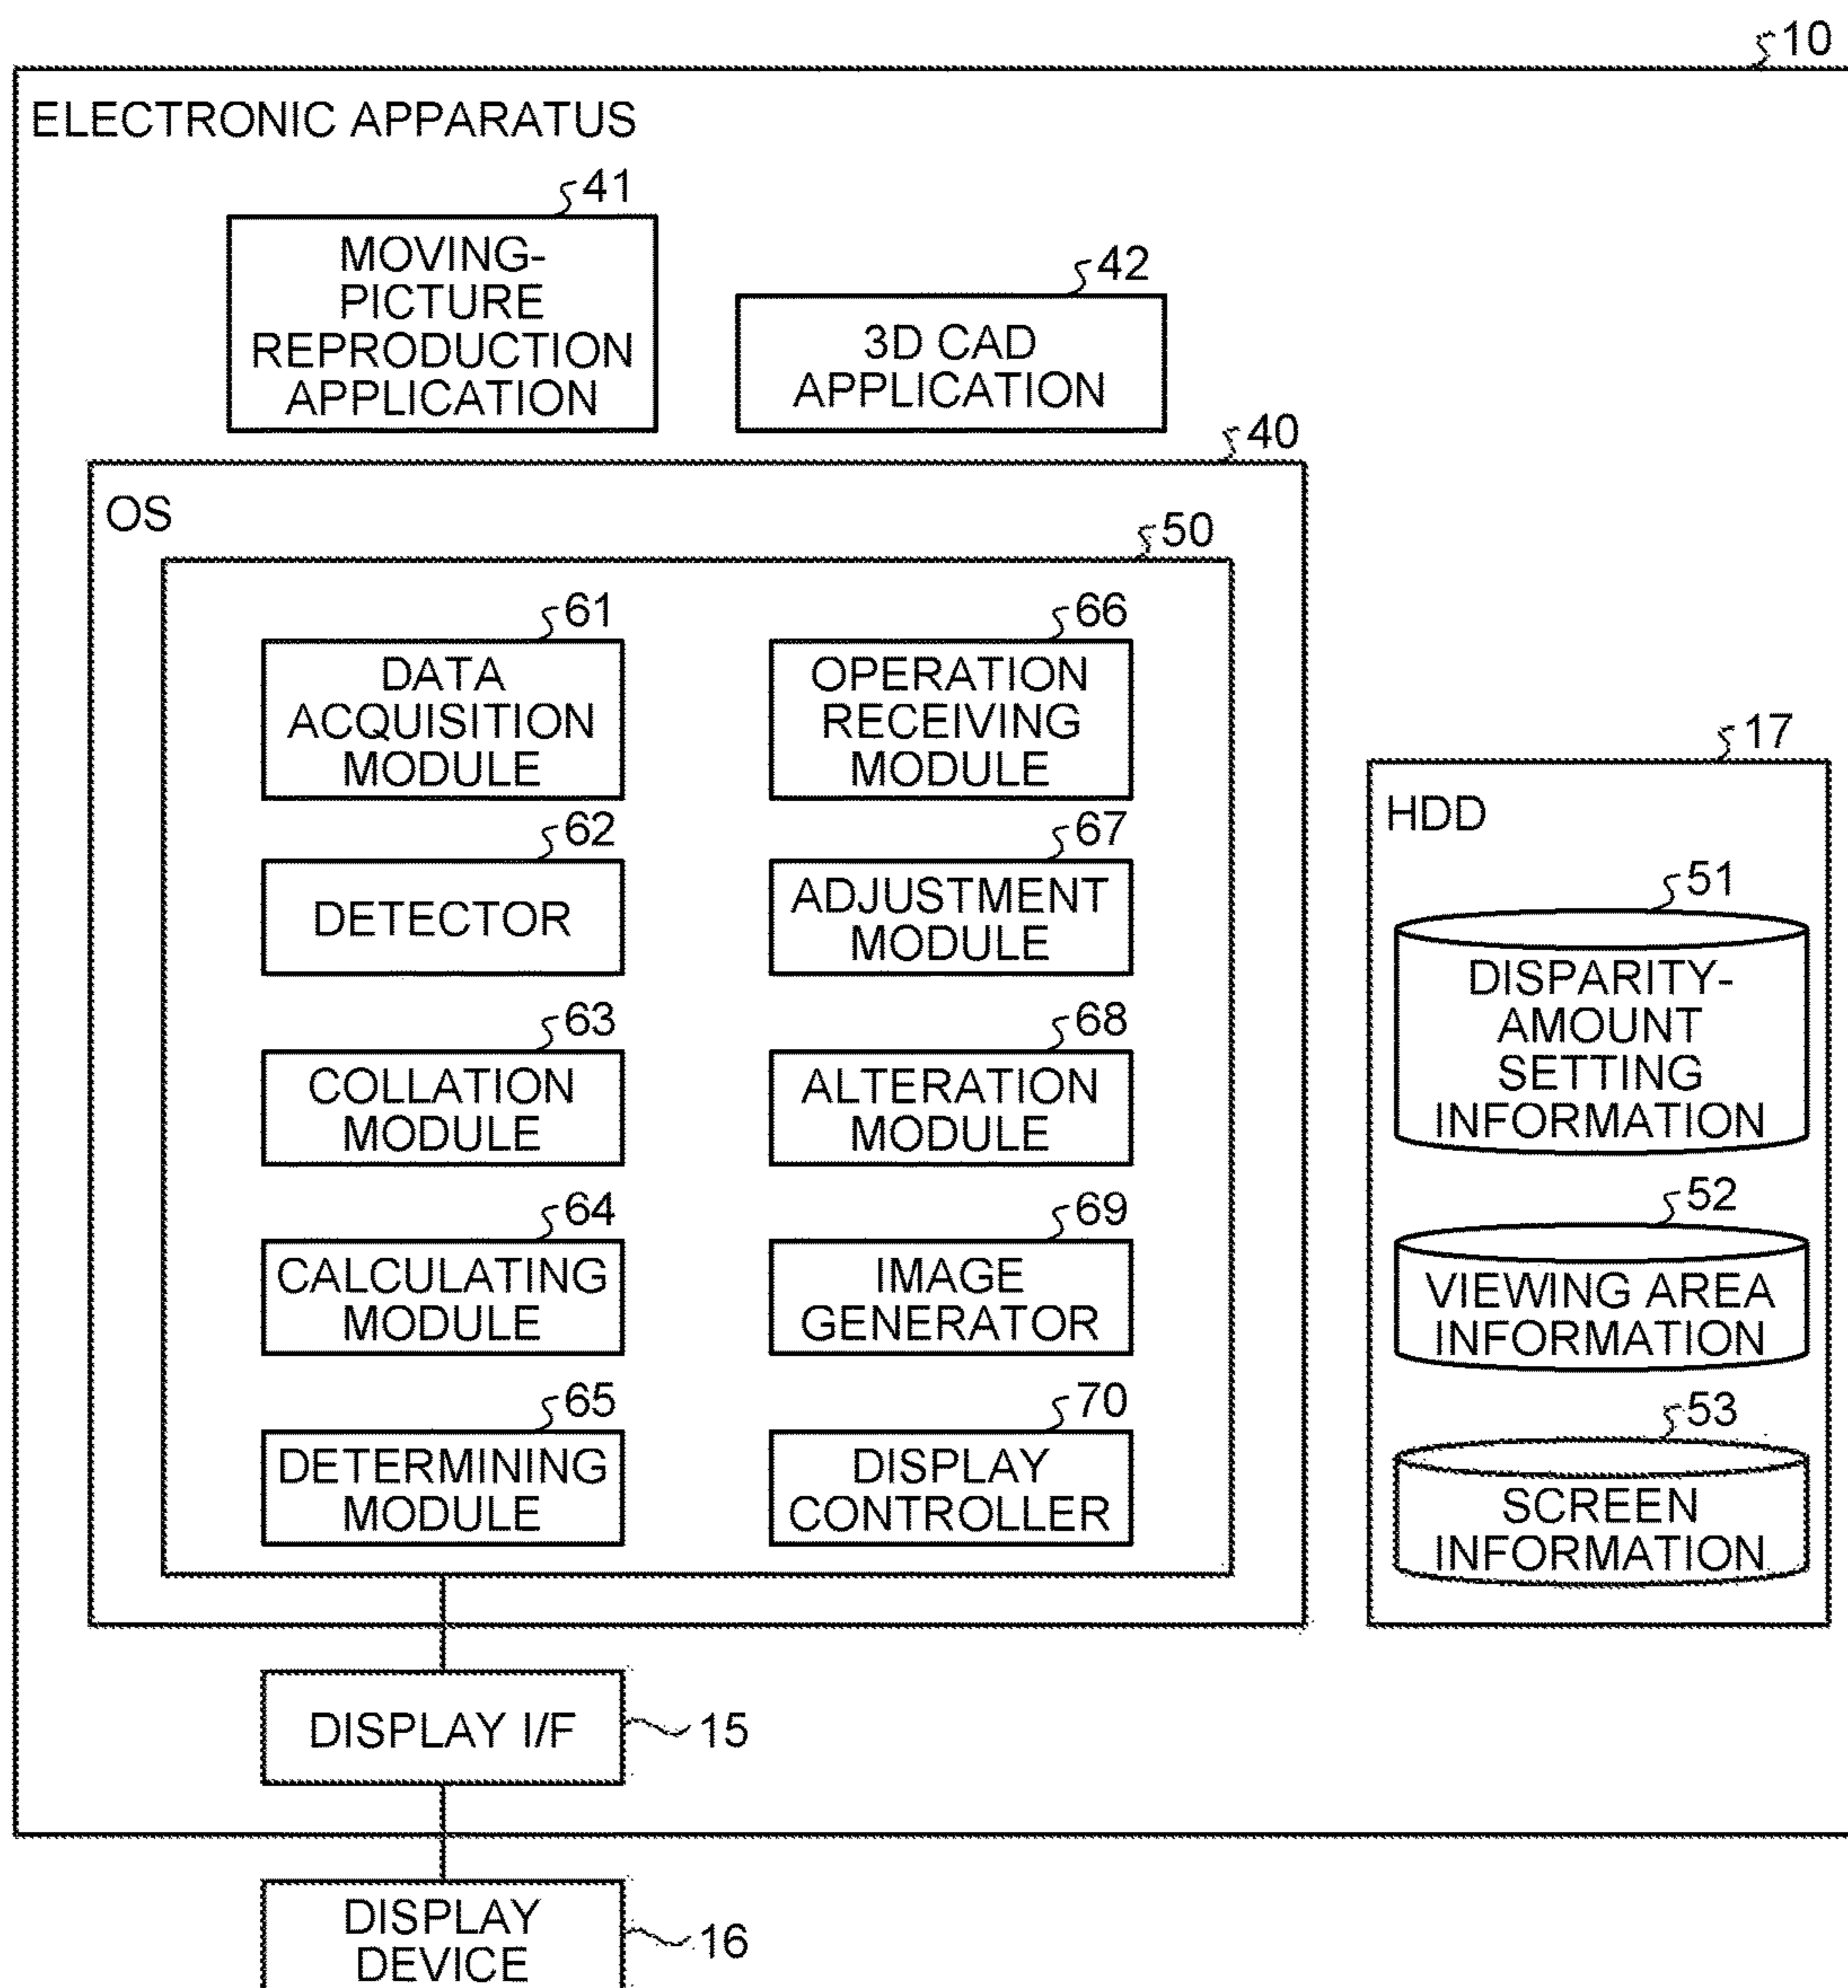 10
ELECTRONIC APPARATUS
41
MOVING-
PICTURE
REPRODUCTION
APPLICATION
42
3D CAD
APPLICATION
40
OS
50
61
DATA
ACQUISITION
MODULE
66
OPERATION
RECEIVING
MODULE
62
DETECTOR
67
ADJUSTMENT
MODULE
63
COLLATION
MODULE
68
ALTERATION
MODULE
64
CALCULATING
MODULE
69
IMAGE
GENERATOR
65
DETERMINING
MODULE
70
DISPLAY
CONTROLLER
17
HDD
51
DISPARITY-
AMOUNT
SETTING
INFORMATION
52
VIEWING AREA
INFORMATION
53
SCREEN
INFORMATION
DISPLAY I/F
15
DISPLAY
DEVICE
16